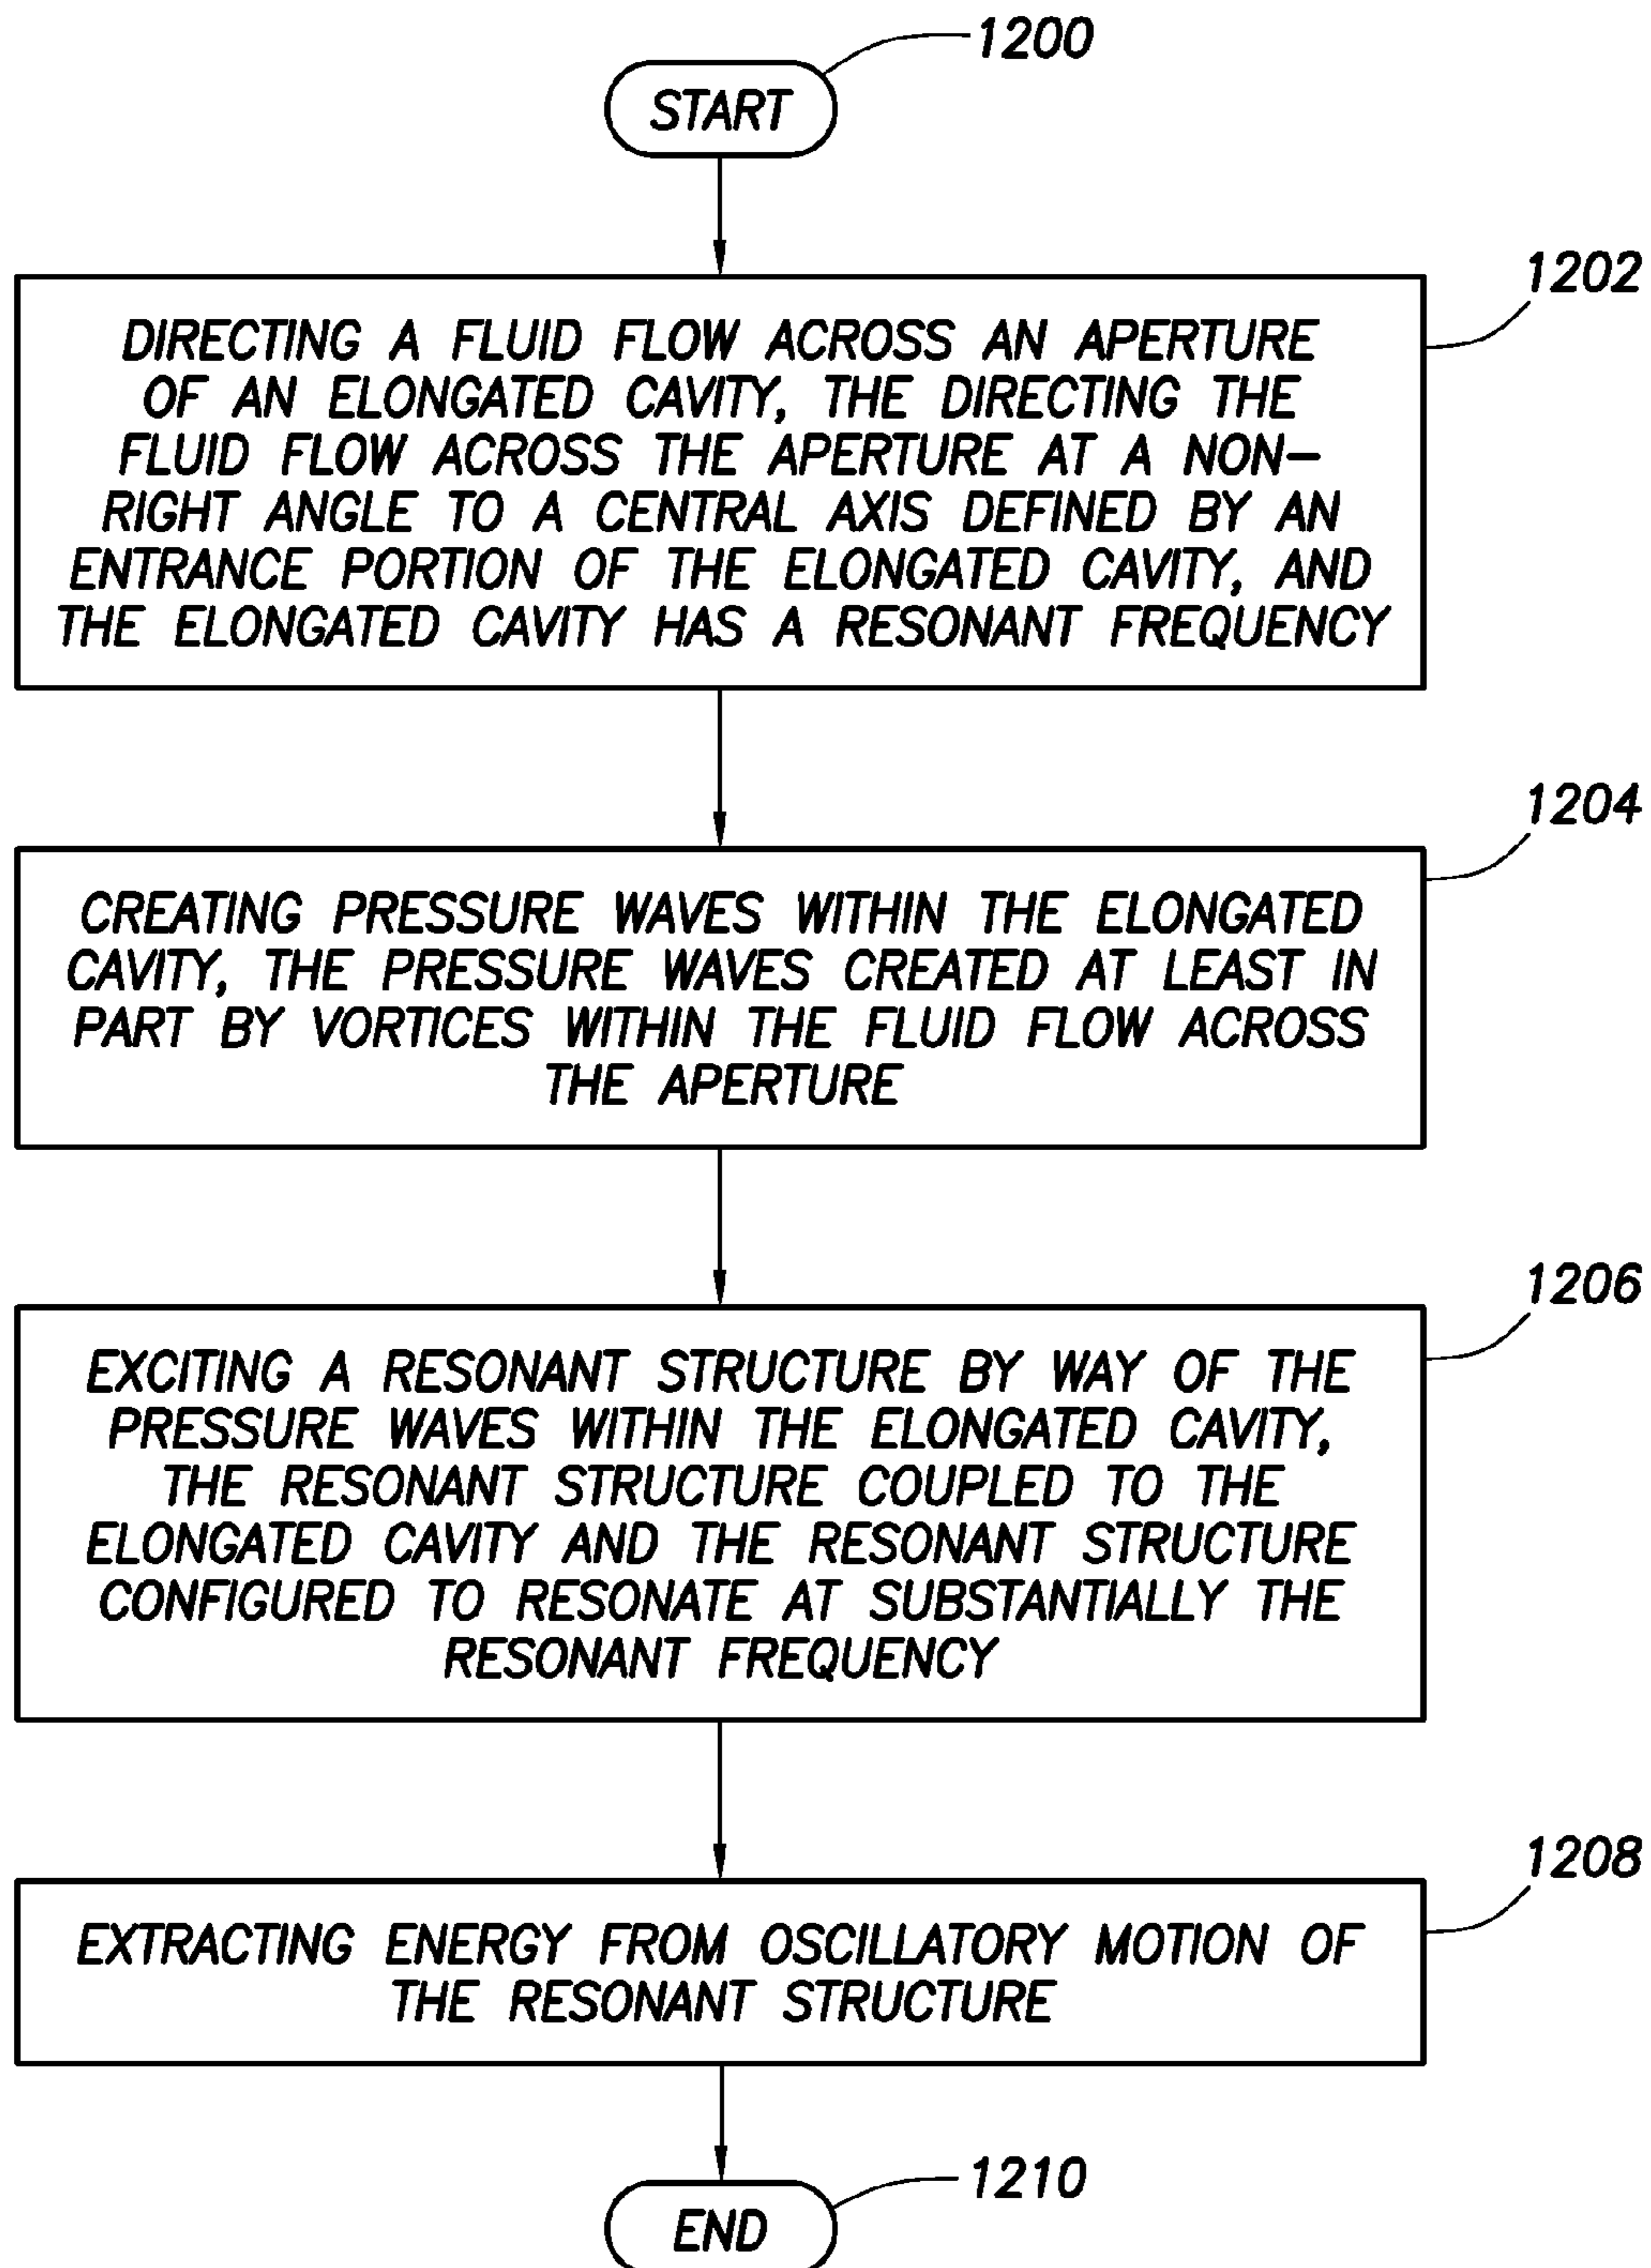 1200
START
1202
DIRECTING A FLUID FLOW ACROSS AN APERTURE
OF AN ELONGATED CAVITY, THE DIRECTING THE
FLUID FLOW ACROSS THE APERTURE AT A NON-
RIGHT ANGLE TO A CENTRAL AXIS DEFINED BY AN
ENTRANCE PORTION OF THE ELONGATED CAVITY, AND
THE ELONGATED CAVITY HAS A RESONANT FREQUENCY
1204
CREATING PRESSURE WAVES WITHIN THE ELONGATED
CAVITY, THE PRESSURE WAVES CREATED AT LEAST IN
PART BY VORTICES WITHIN THE FLUID FLOW ACROSS
THE APERTURE
1206
EXCITING A RESONANT STRUCTURE BY WAY OF THE
PRESSURE WAVES WITHIN THE ELONGATED CAVITY,
THE RESONANT STRUCTURE COUPLED TO THE
ELONGATED CAVITY AND THE RESONANT STRUCTURE
CONFIGURED TO RESONATE AT SUBSTANTIALLY THE
RESONANT FREQUENCY
1208
EXTRACTING ENERGY FROM OSCILLATORY MOTION OF
THE RESONANT STRUCTURE
1210
END